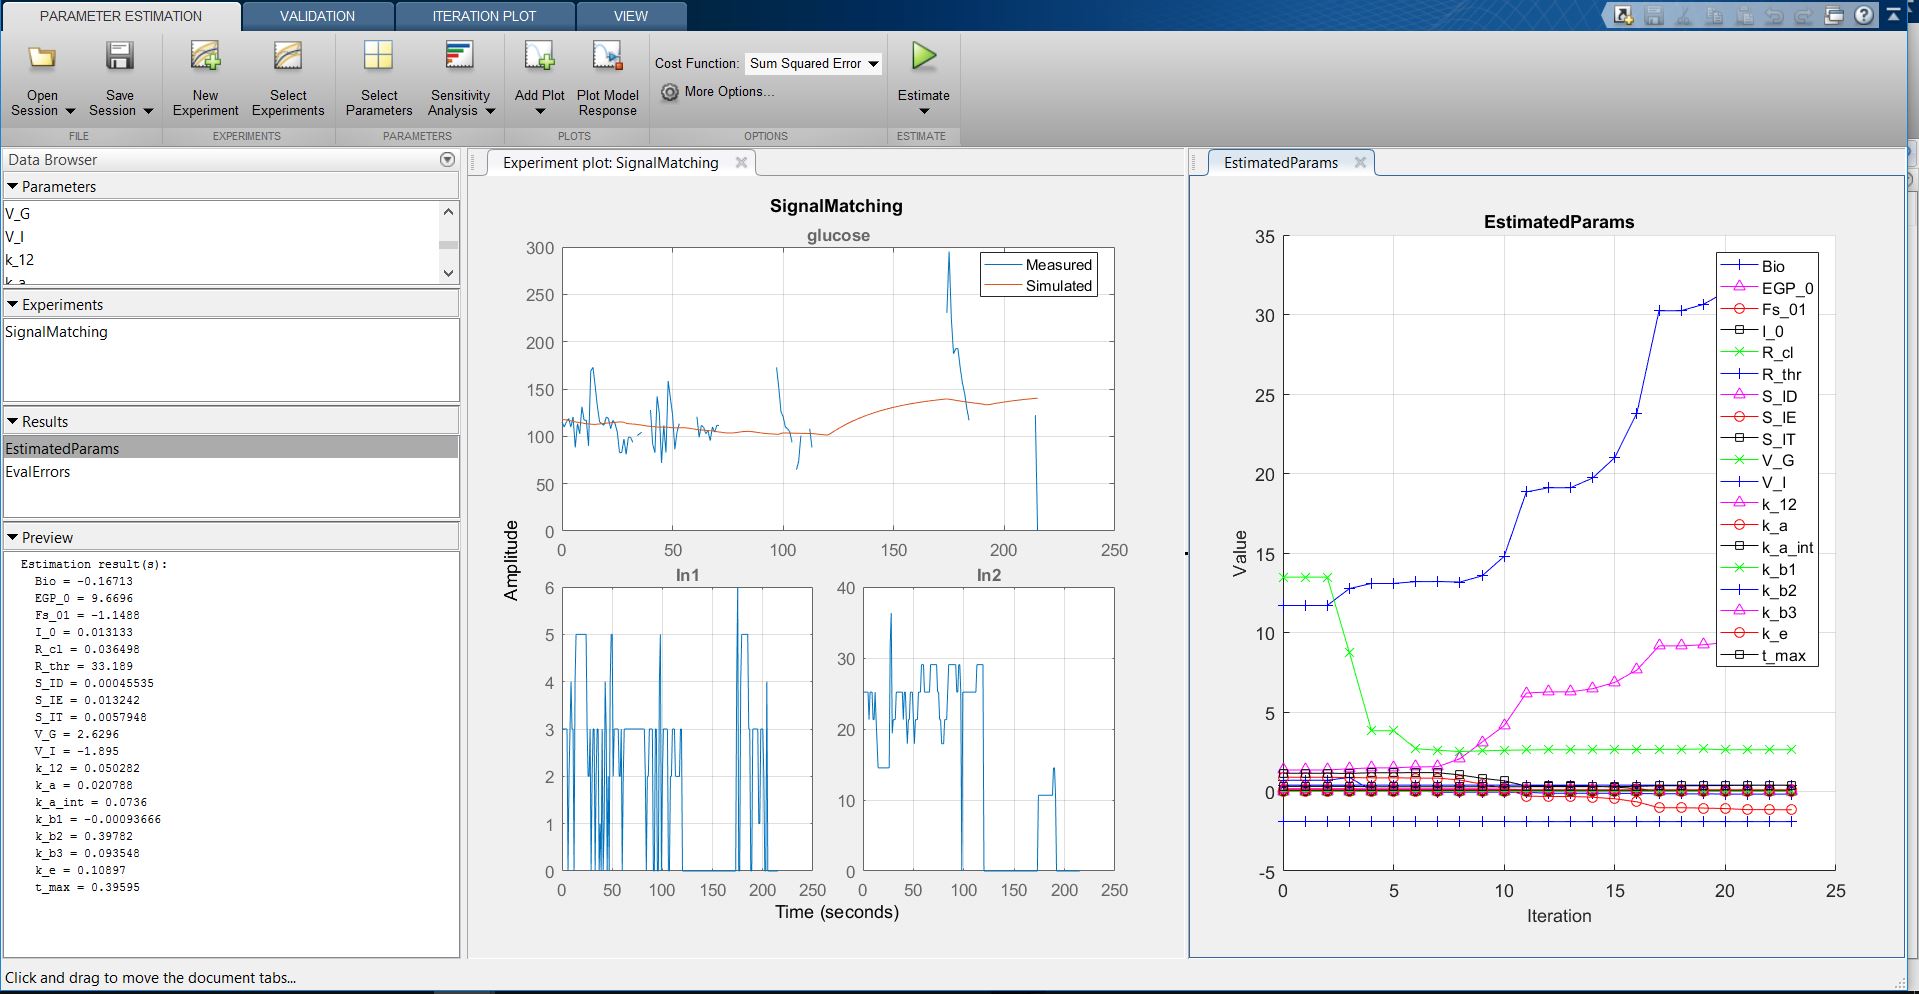 PARAMETER ESTIMATION VALIDATION ITERATION PLOT VIEW
Open Session Save Session New Experiment Select Experiments Select Parameters Sensitivity Analysis Add Plot Plot Model Response
Cost Function: Sum Squared Error
More Options...
Estimate
FILE EXPERIMENTS PARAMETERS PLOTS OPTIONS ESTIMATE
Data Browser
Parameters
V_G
V_I
k_12
k_a
Experiments
SignalMatching
Results
EstimatedParams
EvalErrors
Preview
Estimation result(s):
Bio = -0.16713
EGP_0 = 9.6696
Fs_01 = -1.1488
I_0 = 0.013133
R_cl = 0.036498
R_thr = 33.189
S_ID = 0.00045535
S_IE = 0.013242
S_IT = 0.0057948
V_G = 2.6296
V_I = -1.895
k_12 = 0.050282
k_a = 0.020788
k_a_int = 0.0736
k_b1 = -0.00093666
k_b2 = 0.39782
k_b3 = 0.093548
k_e = 0.10897
t_max = 0.39595
Click and drag to move the document tabs...
Experiment plot: SignalMatching
SignalMatching
glucose
Measured
Simulated
300
250
200
150
100
50
0
0 50 100 150 200 250
Amplitude
In1
6
5
4
3
2
1
0
0 50 100 150 200 250
In2
40
30
20
10
0
0 50 100 150 200 250
Time (seconds)
EstimatedParams
EstimatedParams
35
30
25
20
15
10
5
0
-5
0 5 10 15 20 25
Value
Iteration
Bio
EGP_0
Fs_01
I_0
R_cl
R_thr
S_ID
S_IE
S_IT
V_G
V_I
k_12
k_a
k_a_int
k_b1
k_b2
k_b3
k_e
t_max